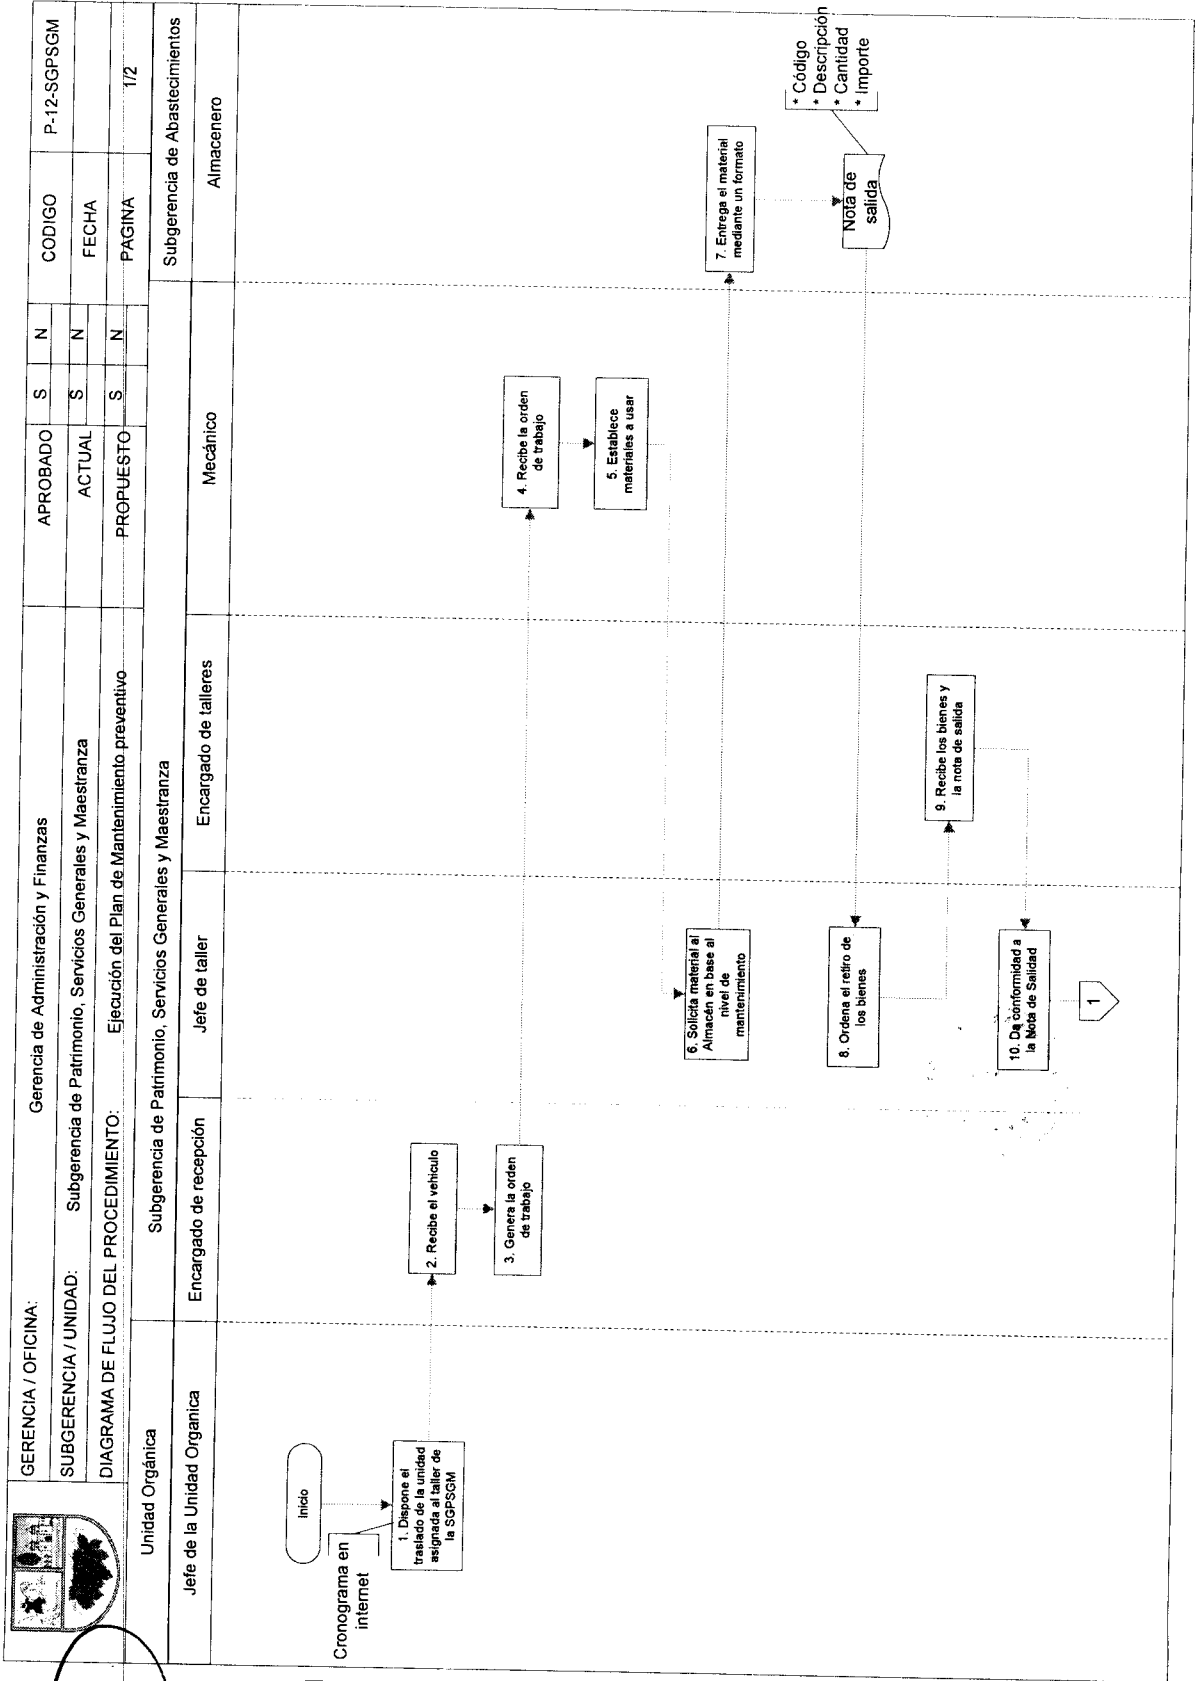 GERENCIA / OFICINA: Gerencia de Administración y Finanzas APROBADO S N CODIGO P-12-SGPSGM
SUBGERENCIA / UNIDAD: Subgerencia de Patrimonio, Servicios Generales y Maestranza ACTUAL S N FECHA
DIAGRAMA DE FLUJO DEL PROCEDIMIENTO: Ejecución del Plan de Mantenimiento preventivo PROPUESTO S N PAGINA 1/2
Unidad Orgánica Subgerencia de Patrimonio, Servicios Generales y Maestranza Subgerencia de Abastecimientos
Jefe de la Unidad Organica Encargado de recepción Jefe de taller Encargado de talleres Mecánico Almacenero
Inicio
Cronograma en
internet
1. Dispone el
traslado de la unidad
asignada al taller de
la SGPSGM
2. Recibe el vehiculo
3. Genera la orden
de trabajo
4. Recibe la orden
de trabajo
5. Establece
materiales a usar
6. Solicita material al
Almacén en base al
nivel de
mantenimiento
7. Entrega el material
mediante un formato
* Código
* Descripción
* Cantidad
* Importe
Nota de
salida
8. Ordena el retiro de
los bienes
9. Recibe los bienes y
la nota de salida
10. Da conformidad a
la Nota de Salidad
1